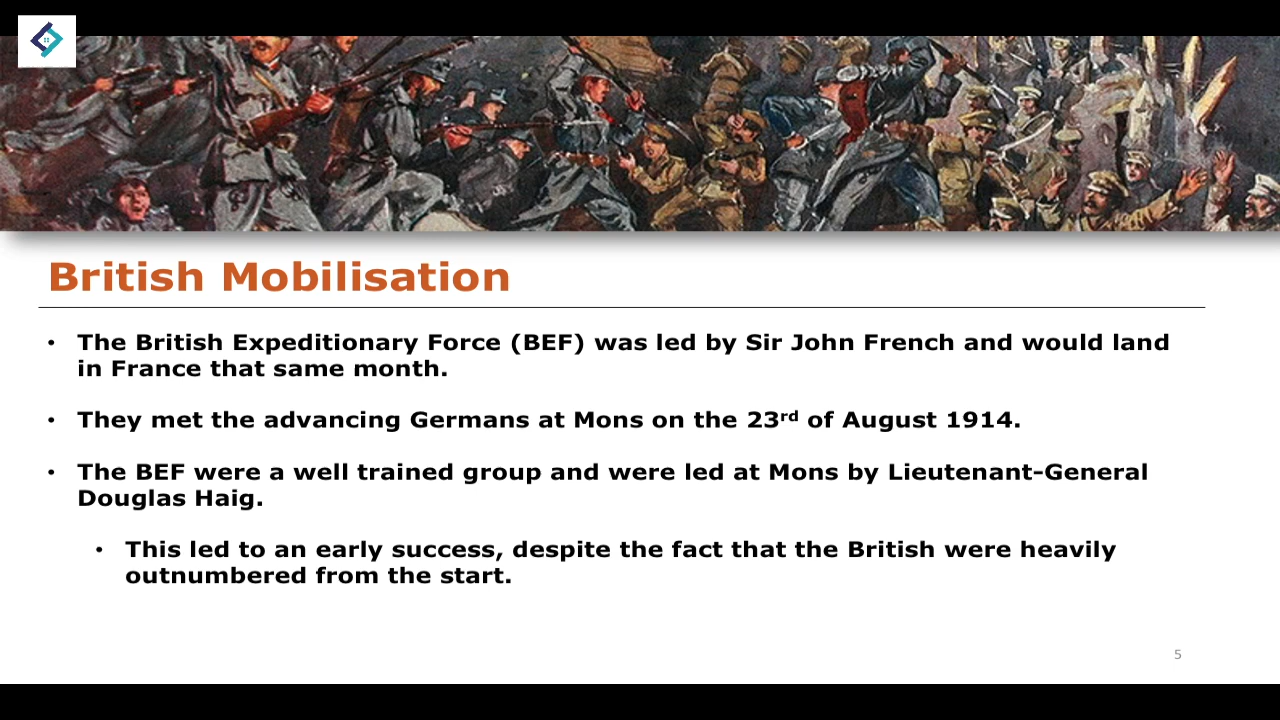 British Mobilisation
• The British Expeditionary Force (BEF) was led by Sir John French and would land
in France that same month.
• They met the advancing Germans at Mons on the 23rd of August 1914.
• The BEF were a well trained group and were led at Mons by Lieutenant-General
Douglas Haig.
• This led to an early success, despite the fact that the British were heavily
outnumbered from the start.
5